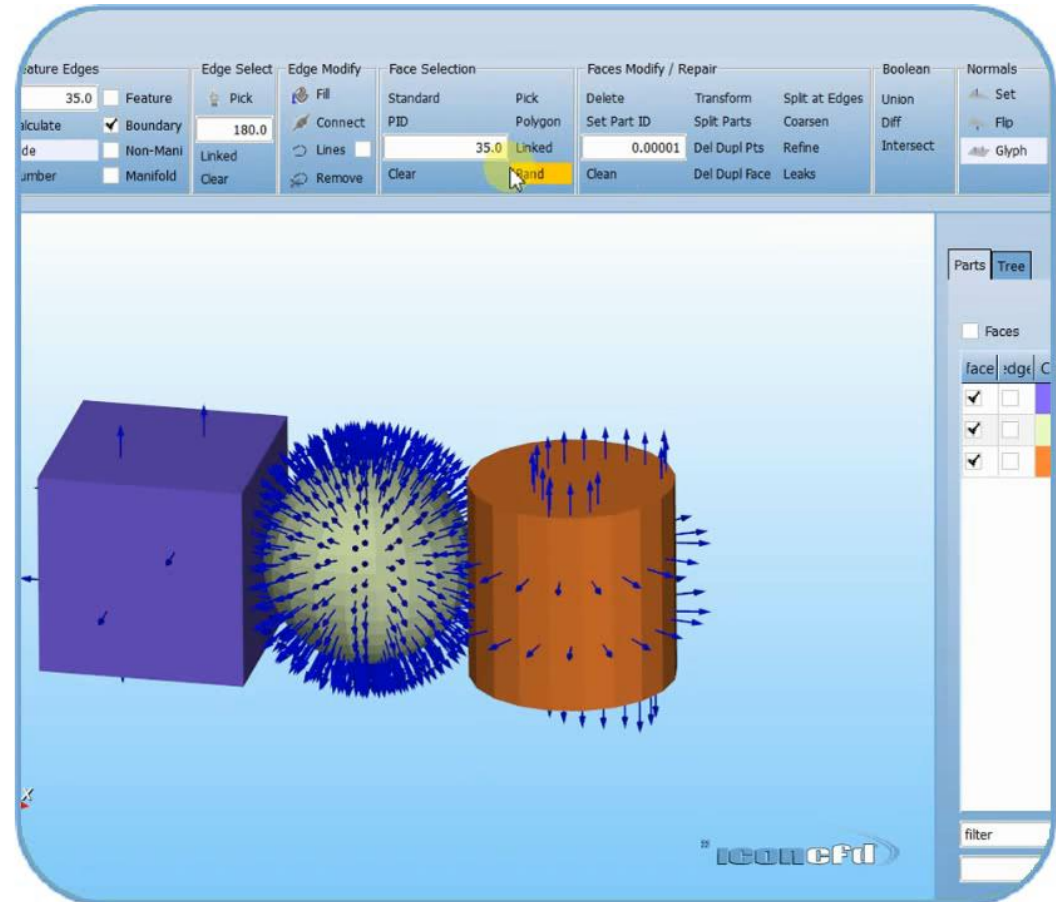 eature Edges Edge Select Edge Modify Face Selection Faces Modify / Repair Boolean Normals
35.0 Feature Pick Fill Standard Pick Delete Transform Split at Edges Union Set
alculate Boundary 180.0 Connect PID Polygon Set Part ID Split Parts Coarsen Diff Flip
de Non-Mani Linked Lines 35.0 Linked 0.00001 Del Dupl Pts Refine Intersect Glyph
umber Manifold Clear Remove Clear Band Clean Del Dupl Face Leaks
Parts Tree
Faces
face edge C
X
iconcfd
filter